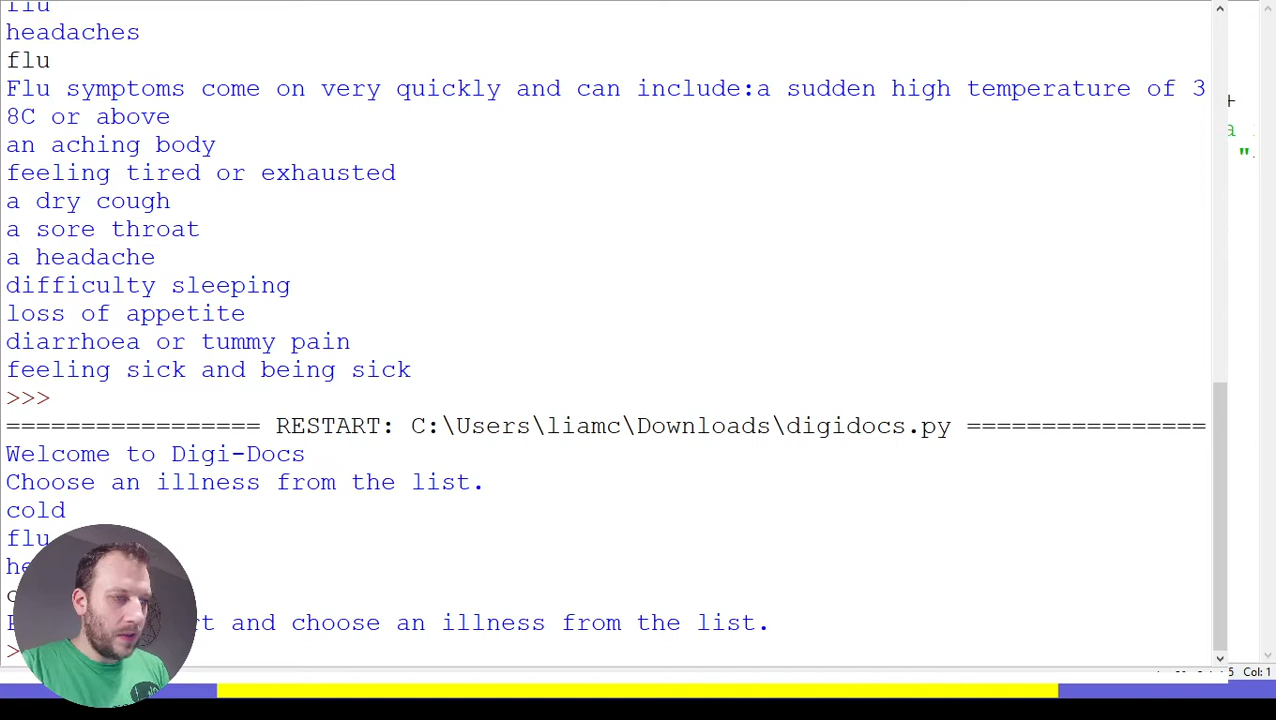 flu
headaches
flu
Flu symptoms come on very quickly and can include:a sudden high temperature of 3
8C or above
an aching body
feeling tired or exhausted
a dry cough
a sore throat
a headache
difficulty sleeping
loss of appetite
diarrhoea or tummy pain
feeling sick and being sick
>>>
================= RESTART: C:\Users\liamc\Downloads\digidocs.py ================
Welcome to Digi-Docs
Choose an illness from the list.
cold
flu
and choose an illness from the list.
Col: 1